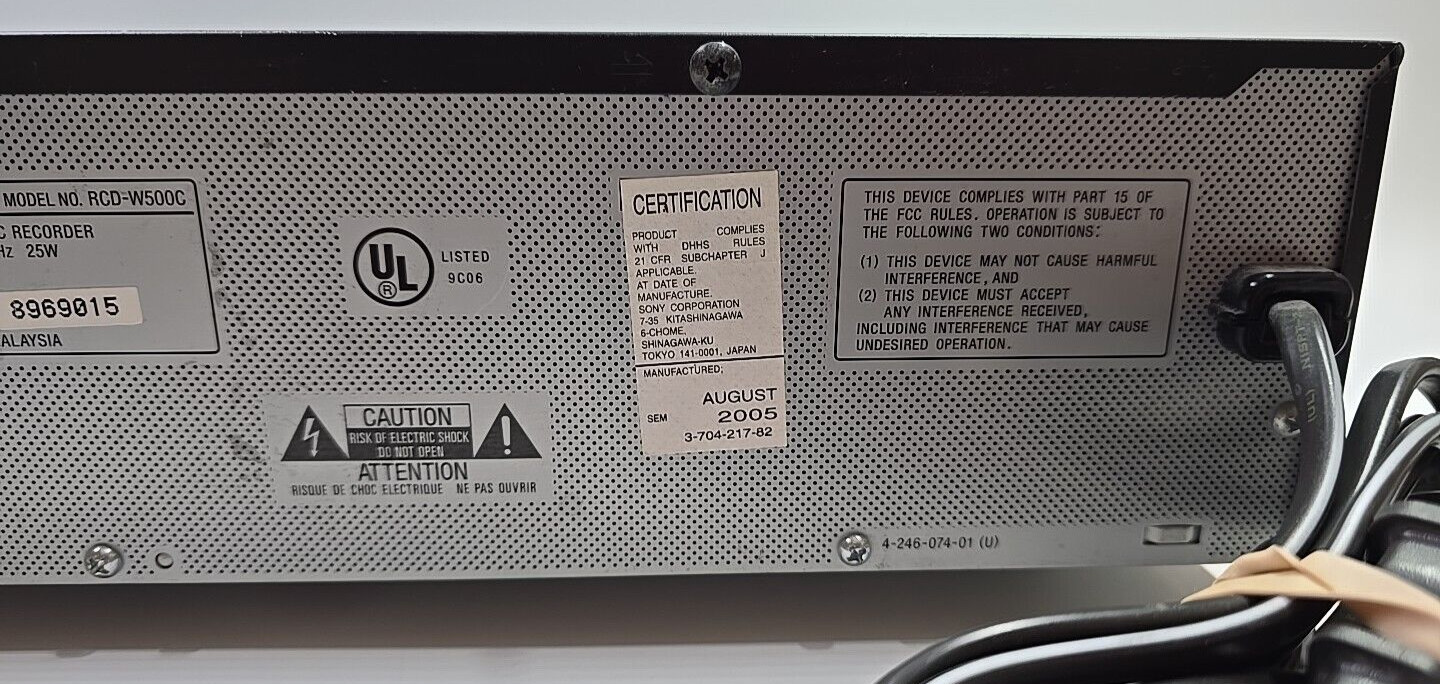 MODEL NO. RCD-W500C
C RECORDER
Hz 25W
8969015
ALAYSIA
UL
®
LISTED
9C06
CAUTION
RISK OF ELECTRIC SHOCK
DO NOT OPEN
ATTENTION
RISQUE DE CHOC ELECTRIQUE NE PAS OUVRIR
CERTIFICATION
PRODUCT COMPLIES
WITH DHHS RULES
21 CFR SUBCHAPTER J
APPLICABLE.
AT DATE OF
MANUFACTURE.
SONY CORPORATION
7-35 KITASHINAGAWA
6-CHOME,
SHINAGAWA-KU
TOKYO 141-0001, JAPAN
MANUFACTURED;
AUGUST
SEM 2005
3-704-217-82
THIS DEVICE COMPLIES WITH PART 15 OF
THE FCC RULES. OPERATION IS SUBJECT TO
THE FOLLOWING TWO CONDITIONS:
(1) THIS DEVICE MAY NOT CAUSE HARMFUL
INTERFERENCE, AND
(2) THIS DEVICE MUST ACCEPT
ANY INTERFERENCE RECEIVED,
INCLUDING INTERFERENCE THAT MAY CAUSE
UNDESIRED OPERATION.
4-246-074-01 (U)